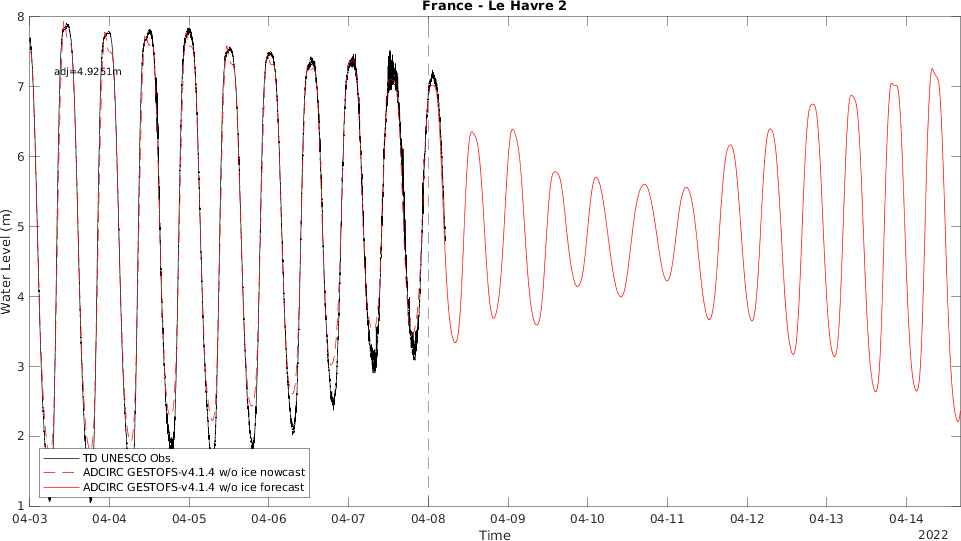 France - Le Havre 2
8
7
6
5
4
3
2
1
adj=4.9251m
Water Level (m)
TD UNESCO Obs.
ADCIRC GESTOFS-v4.1.4 w/o ice nowcast
ADCIRC GESTOFS-v4.1.4 w/o ice forecast
04-03 04-04 04-05 04-06 04-07 04-08 04-09 04-10 04-11 04-12 04-13 04-14
Time
2022